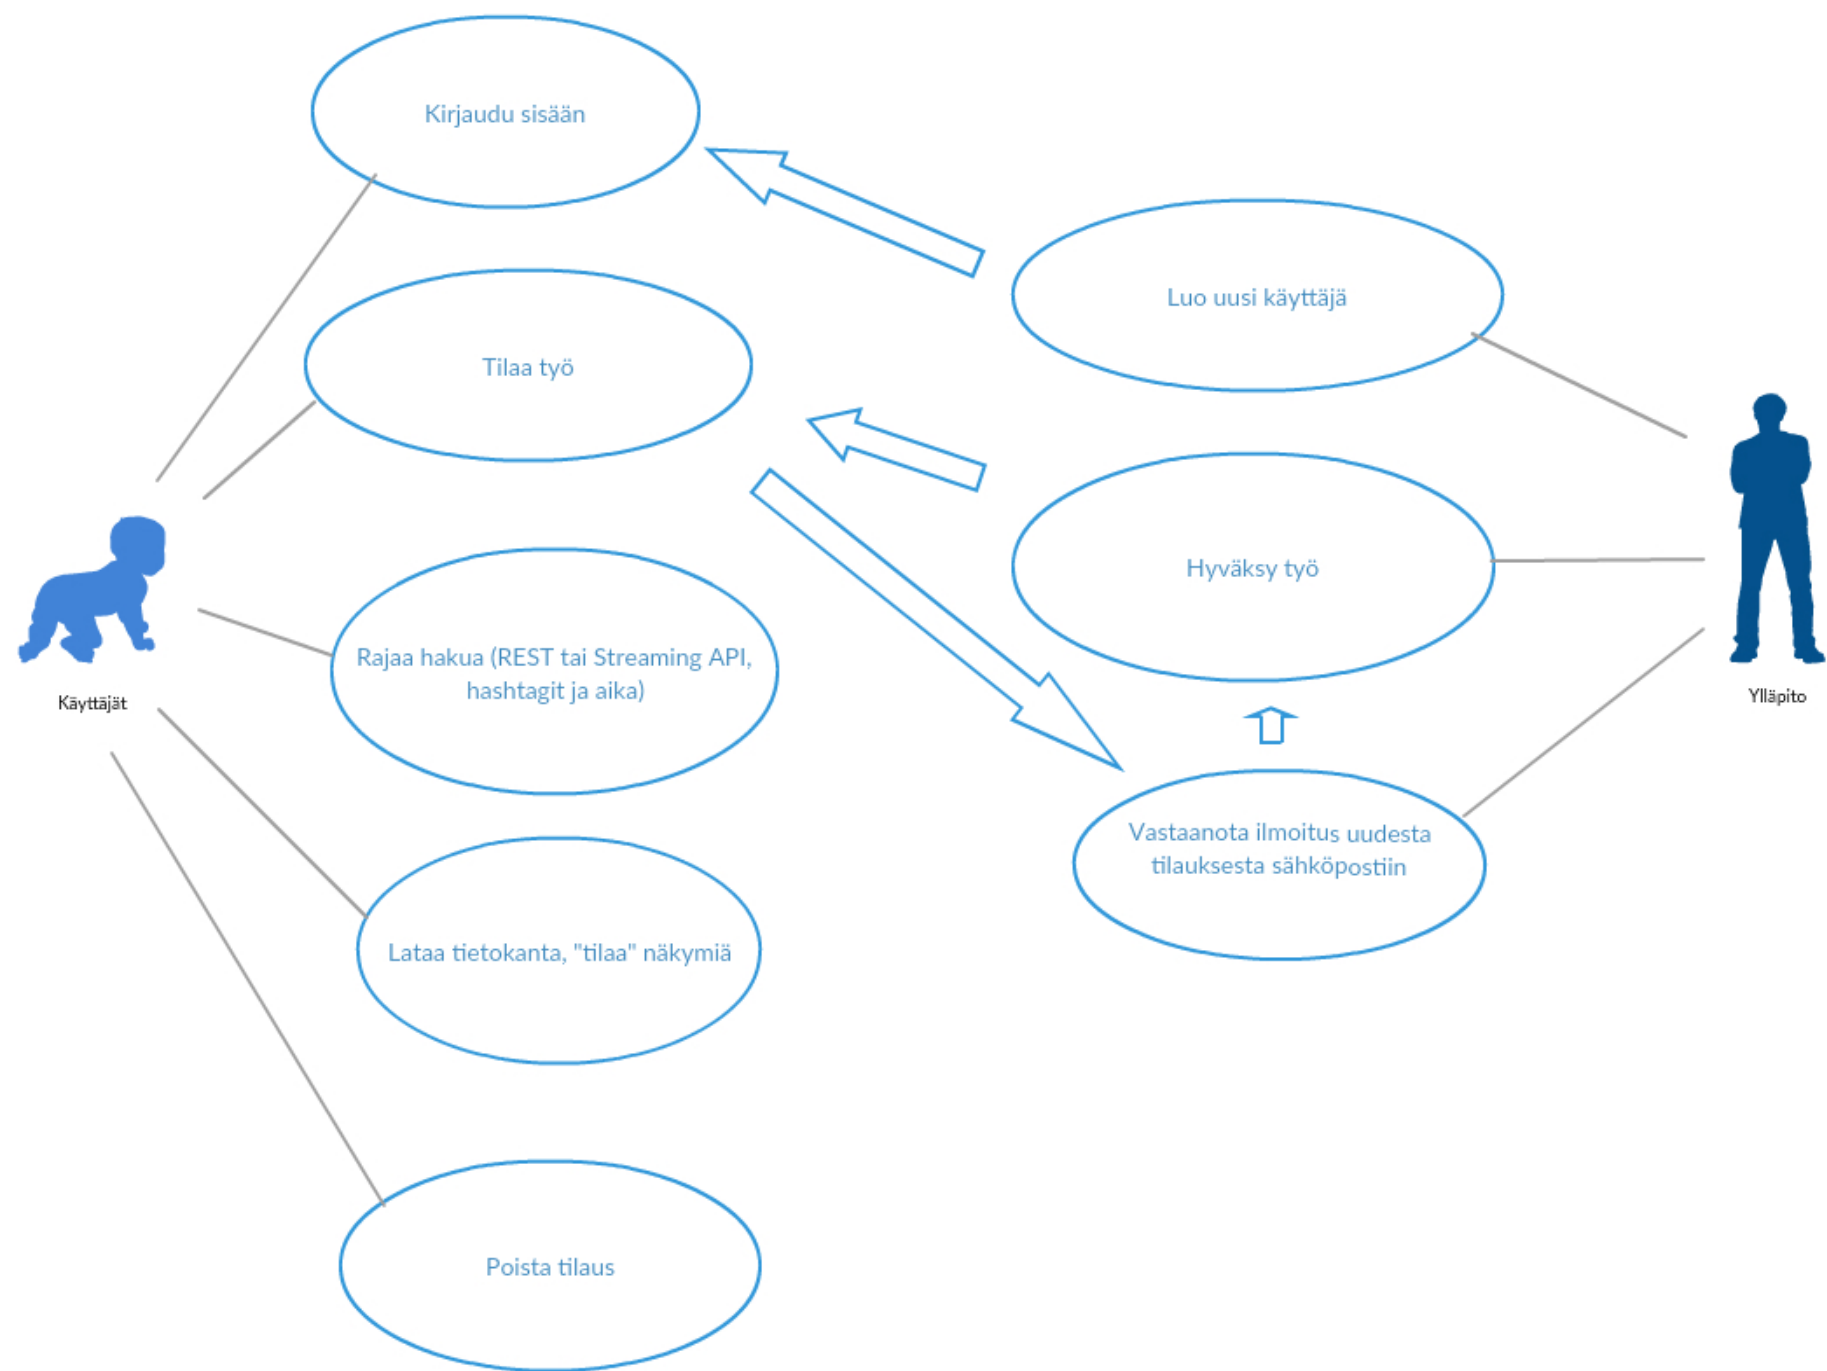 Kirjaudu sisään
Tilaa työ
Rajaa hakua (REST tai Streaming API,
hashtagit ja aika)
Lataa tietokanta, "tilaa" näkymiä
Poista tilaus
Käyttäjät
Luo uusi käyttäjä
Hyväksy työ
Vastaanota ilmoitus uudesta
tilauksesta sähköpostiin
Ylläpito